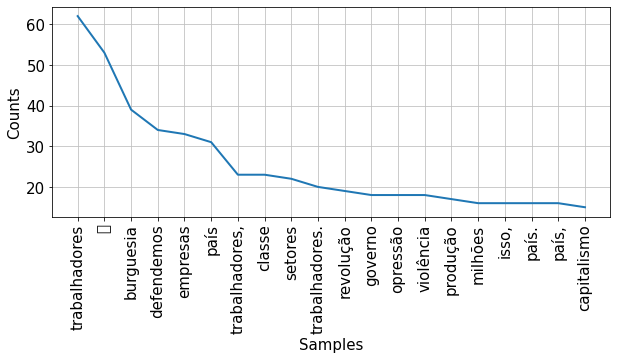 60
50
40
30
20
Counts
trabalhadores
burguesia
defendemos
empresas
país
trabalhadores,
classe
setores
trabalhadores.
revolução
governo
opressão
violência
produção
milhões
isso,
país.
país,
capitalismo
Samples